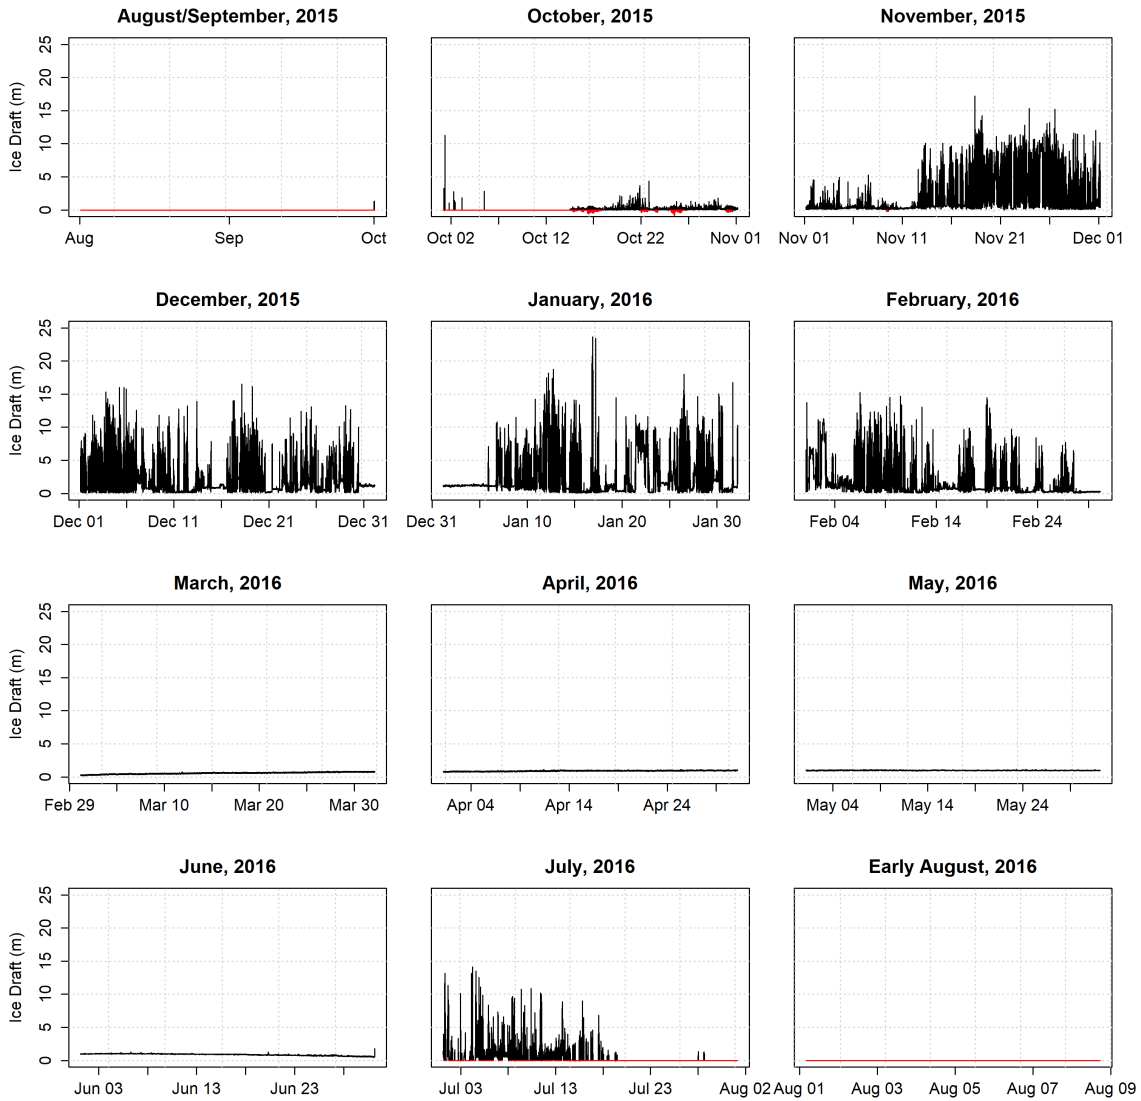 August/September, 2015
October, 2015
November, 2015
Ice Draft (m)
0 5 10 15 20 25
Aug Sep Oct
Oct 02 Oct 12 Oct 22 Nov 01
Nov 01 Nov 11 Nov 21 Dec 01
December, 2015
January, 2016
February, 2016
Ice Draft (m)
0 5 10 15 20 25
Dec 01 Dec 11 Dec 21 Dec 31
Dec 31 Jan 10 Jan 20 Jan 30
Feb 04 Feb 14 Feb 24
March, 2016
April, 2016
May, 2016
Ice Draft (m)
0 5 10 15 20 25
Feb 29 Mar 10 Mar 20 Mar 30
Apr 04 Apr 14 Apr 24
May 04 May 14 May 24
June, 2016
July, 2016
Early August, 2016
Ice Draft (m)
0 5 10 15 20 25
Jun 03 Jun 13 Jun 23
Jul 03 Jul 13 Jul 23 Aug 02
Aug 01 Aug 03 Aug 05 Aug 07 Aug 09